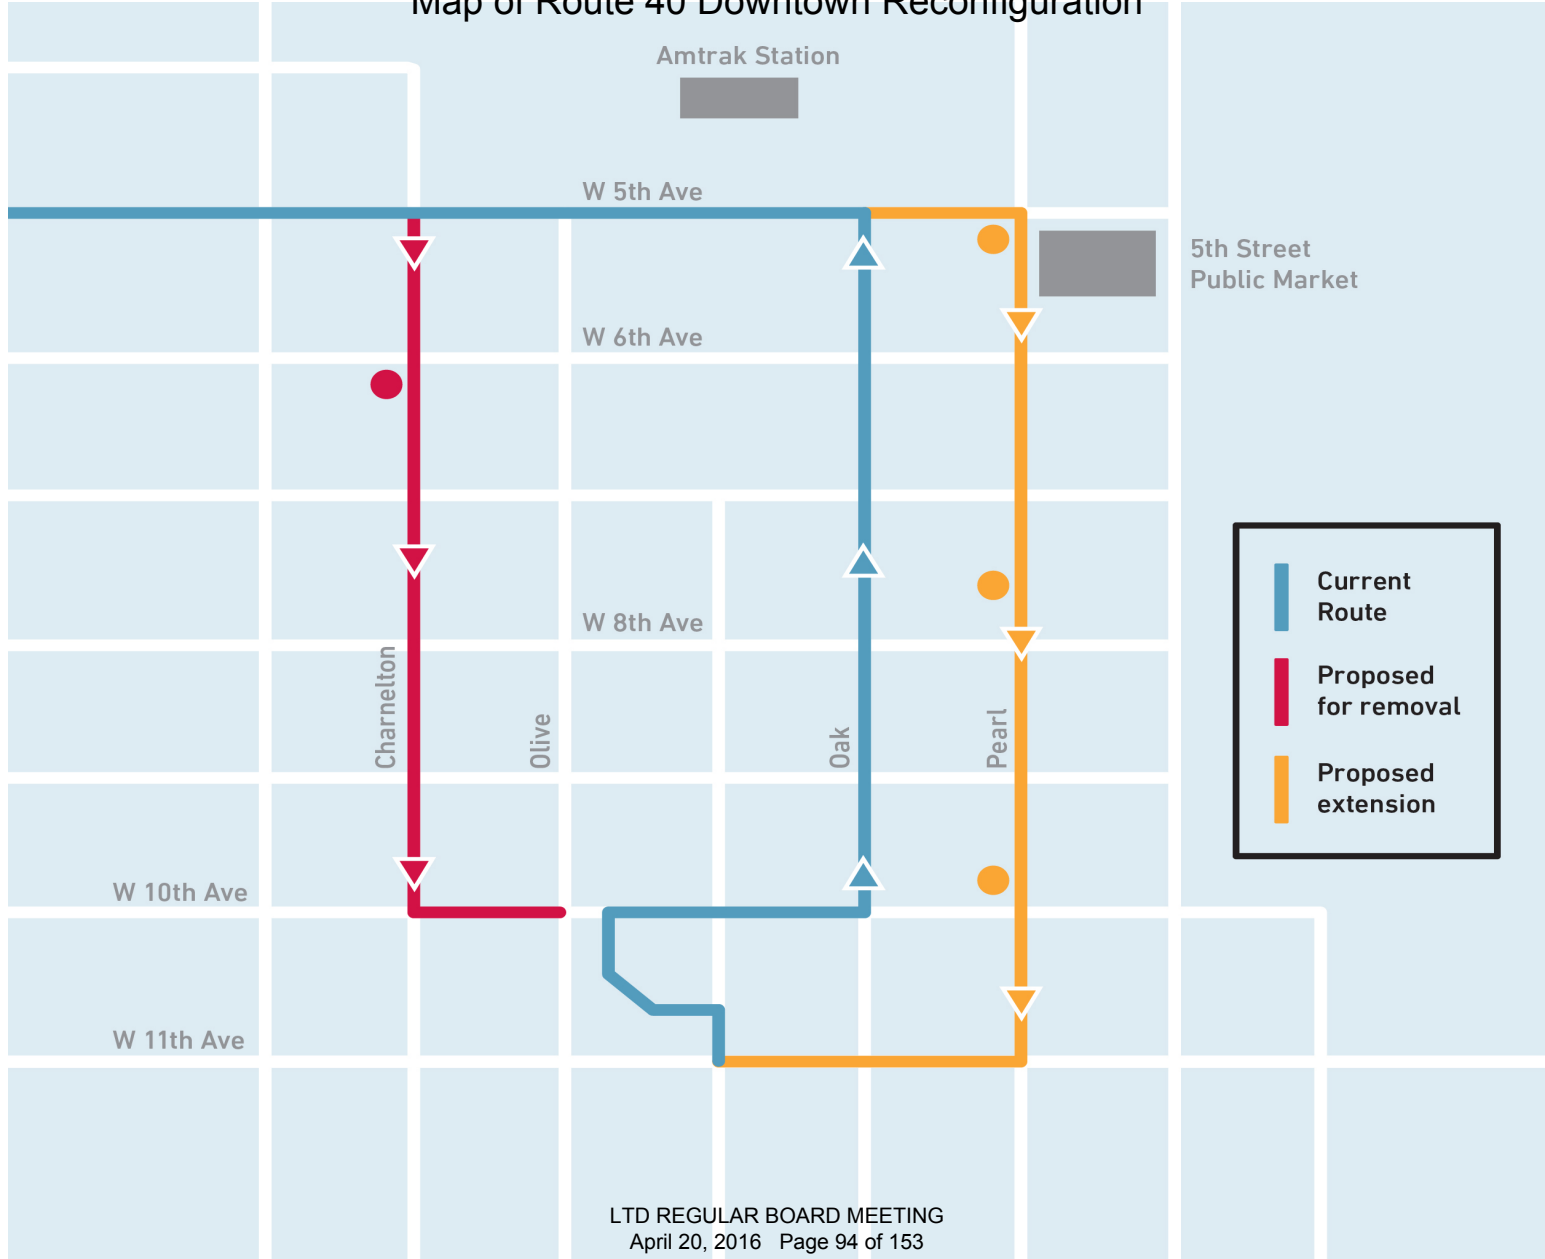 Map of Route 40 Downtown Reconfiguration
Amtrak Station
W 5th Ave
5th Street
Public Market
W 6th Ave
Current
Route
W 8th Ave
Proposed
for removal
Charnelton
Olive
Oak
Pearl
Proposed
extension
W 10th Ave
W 11th Ave
LTD REGULAR BOARD MEETING
April 20, 2016 Page 94 of 153